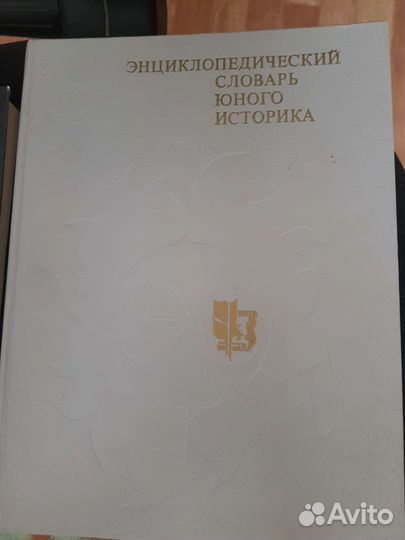 ЭНЦИКЛОПЕДИЧЕСКИЙ
СЛОВАРЬ
ЮНОГО
ИСТОРИКА
Avito